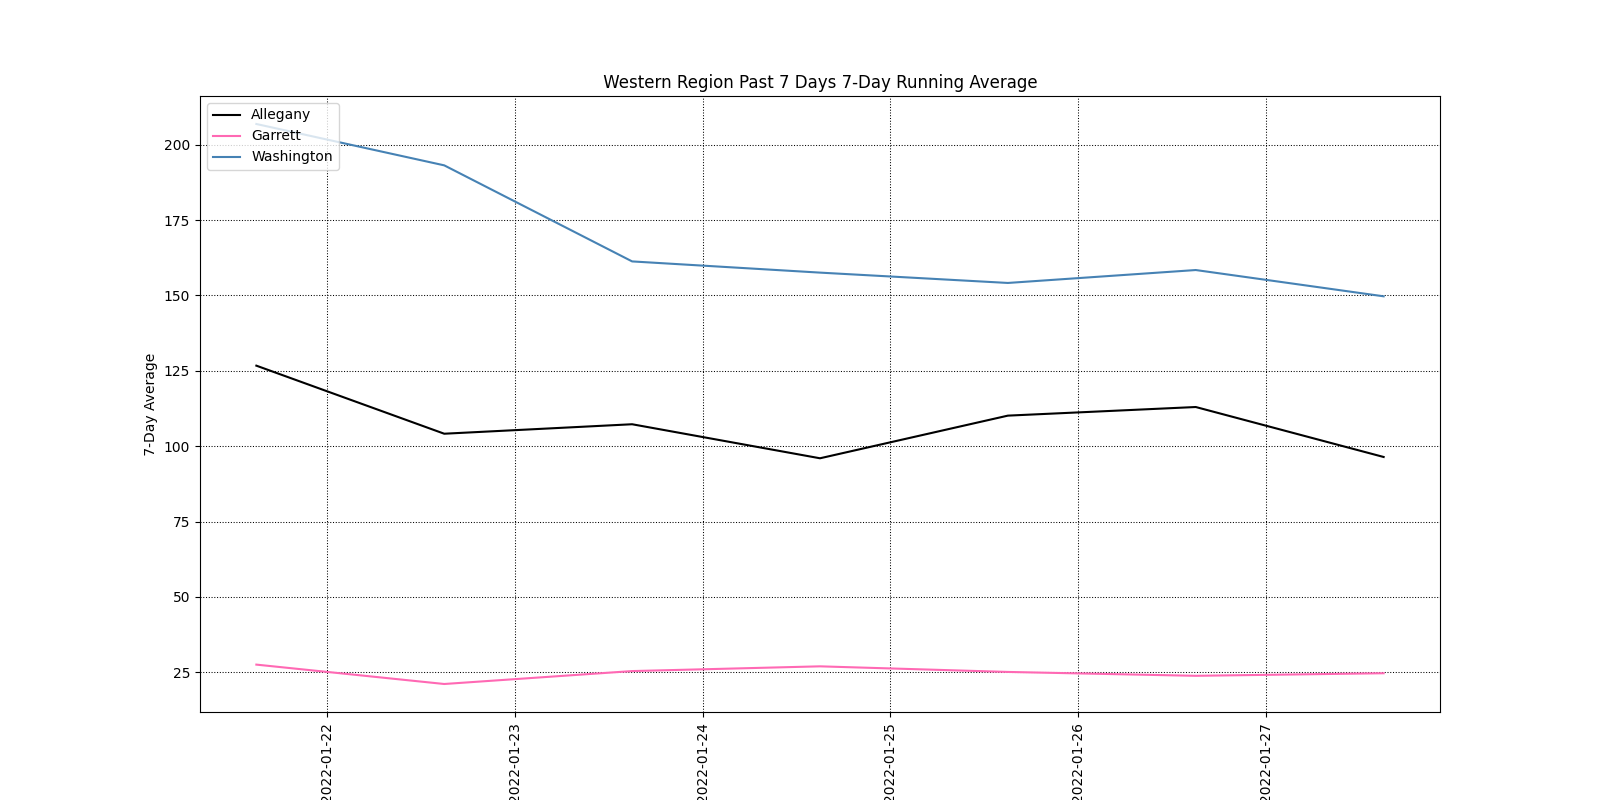 Western Region Past 7 Days 7-Day Running Average
Allegany
Garrett
Washington
7-Day Average
200
175
150
125
100
75
50
25
2022-01-22
2022-01-23
2022-01-24
2022-01-25
2022-01-26
2022-01-27